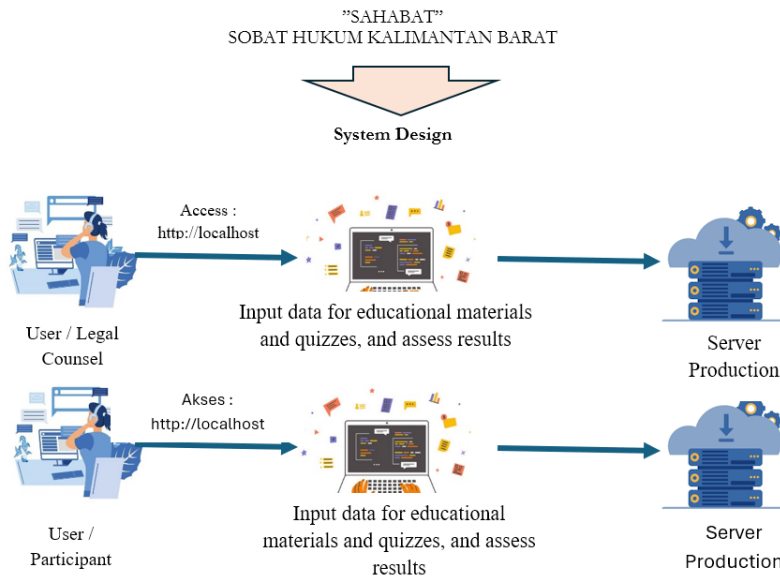 ”SAHABAT”
SOBAT HUKUM KALIMANTAN BARAT
System Design
Access :
http://localhost
User / Legal
Counsel
Input data for educational materials
and quizzes, and assess results
Server
Production
Akses :
http://localhost
User /
Participant
Input data for educational
materials and quizzes, and assess
results
Server
Production